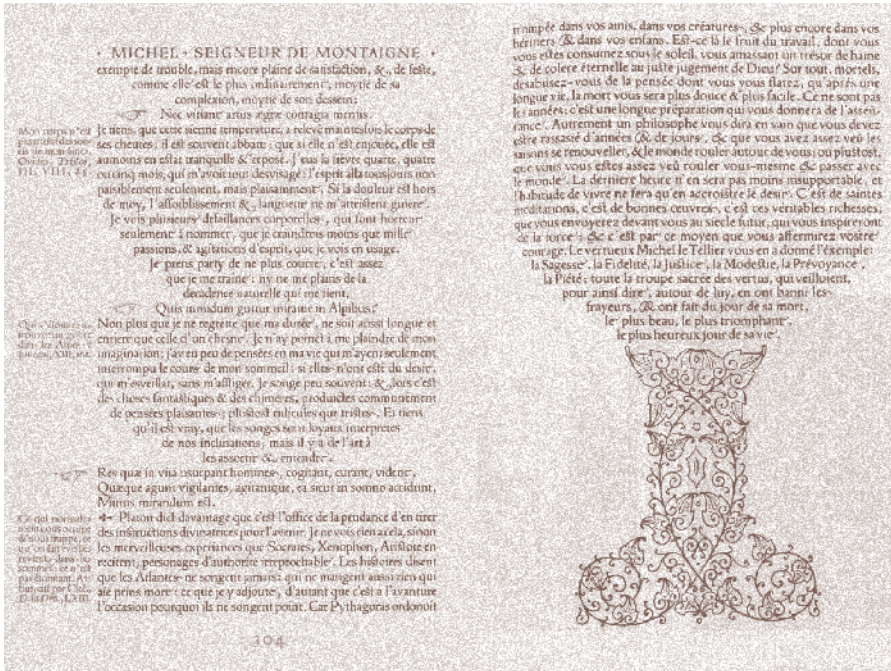 · MICHEL · SEIGNEUR DE MONTAIGNE ·
exempte de trouble, mais encore plaine de satisfaction, &, de feste,
comme elle est le plus ordinairement, moytié de sa
complexion, moytié de son dessein:
Nec vitiant artus ægræ contagia mentis.
Mon corps n'est
Ovide, Tristes,
III, VIII, 25
Je tiens, que cette sienne temperature, a relevé maintesfois le corps de
ses cheutes: il est souvent abbatu: que si elle n'est enjouée, elle est
aumoins en estat tranquille & reposé. J'eus la fievre quarte, quatre
ou cinq mois, qui m'avoit tout desvisagé: l'esprit alla tousjours non
paisiblement seulement, mais plaisamment. Si la douleur est hors
de moy, l'affoiblissement & langueur ne m'attristent guiere.
Je vois plusieurs défaillances corporelles, qui font horreur
seulement à nommer, que je craindrois moins que mille
passions, & agitations d'esprit, que je vois en usage.
Je prens party de ne plus courre, c'est assez
que je me traine: ny ne me plains de la
decadence naturelle qui me tient,
Quis tumidum guttur miratur in Alpibus?
Non plus que je ne regrette que ma durée, ne soit aussi longue et
entiere que celle d'un chesne. Je n'ay poinct à me plaindre de mon
imagination: j'ay eu peu de pensées en ma vie qui m'ayent seulement
interrompu le cours de mon sommeil: si elles n'ont esté du desir,
qui m'esveillat, sans m'affliger. Je songe peu souvent: &, lors c'est
des choses fantastiques & des chimeres, produictes communement
de pensées plaisantes: plustost ridicules que tristes. Et tiens
qu'il est vray, que les songes sont loyaux interpretes
de nos inclinations, mais il y a de l'art à
les assortir & entendre.
Res quæ in vita usurpant homines, cogitant, curant, vident,
Quæque agunt vigilantes, agitantque, ea sicut in somno accidunt,
Minus mirandum est.
Platon dict davantage que c'est l'office de la prudance d'en tirer
des instructions divinatrices pour l'avenir. Je ne vois rien a cela, sinon
les merveilleuses experiances que Socrates, Xenophon, Aristote en
recitent, personages d'authorité irreprochable. Les histoires disent
que les Atlantes ne songent jamais: qui ne mangent aussi rien qui
aie prins mort: ce que je y adjoute, d'autant que c'est a l'avanture
l'occasion pourquoi ils ne songent point. Car Pythagoras ordonoit
304
trompée dans vos amis, dans vos créatures, & plus encore dans vos
héritiers & dans vos enfans. Est-ce là le fruit du travail, dont vous
vous estes consumez sous le soleil, vous amassant un tresor de haine
& de colere éternelle au juste jugement de Dieu? Sur tout, mortels,
desabusez-vous de la pensée dont vous vous flatez, qu'après une
longue vie, la mort vous sera plus douce & plus facile. Ce ne sont pas
les années: c'est une longue préparation qui vous donnera de l'asseu-
rance. Autrement un philosophe vous dira en vain que vous devez
estre rassasié d'années & de jours, & que vous avez assez veû les
saisons se renouveller, & le monde rouler autour de vous; ou plustost,
que vous vous estes assez veû rouler vous-mesme & passer avec
le monde. La derniere heure n'en sera pas moins insupportable, et
l'habitude de vivre ne fera qu'en accroistre le desir. C'est de saintes
méditations, c'est de bonnes œuvres, c'est ces veritables richesses,
que vous envoyerez devant vous au siecle futur, qui vous inspireront
de la force: & c'est par ce moyen que vous affermirez vostre
courage. Le vertueux Michel le Tellier vous en a donné l'exemple:
la Sagesse, la Fidelité, la Justice, la Modestie, la Prévoyance,
la Piété: toute la troupe sacrée des vertus, qui veilloient,
pour ainsi dire, autour de luy, en ont banni les
frayeurs, & ont fait du jour de sa mort,
le plus beau, le plus triomphant,
le plus heureux jour de sa vie.